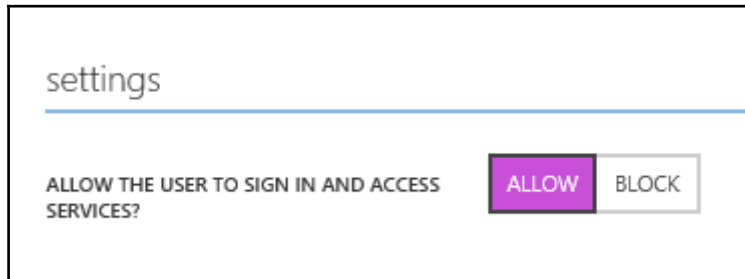 settings
ALLOW THE USER TO SIGN IN AND ACCESS
SERVICES?
ALLOW BLOCK